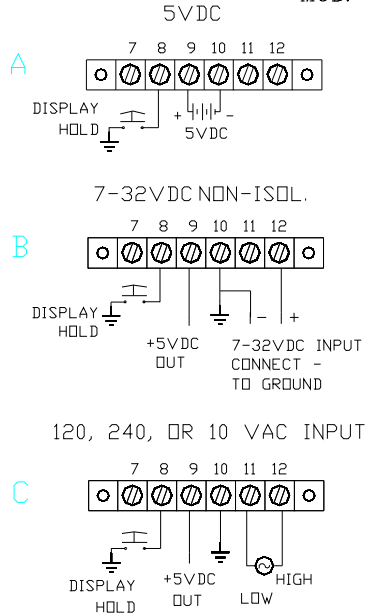 5VDC
7 8 9 10 11 12
A
DISPLAY
HOLD
+ -
5VDC
7-32VDC NON-ISOL.
7 8 9 10 11 12
B
DISPLAY
HOLD
- +
+5VDC
OUT
7-32VDC INPUT
CONNECT -
TO GROUND
120, 240, OR 10 VAC INPUT
7 8 9 10 11 12
C
DISPLAY
HOLD
+5VDC
OUT
LOW
HIGH